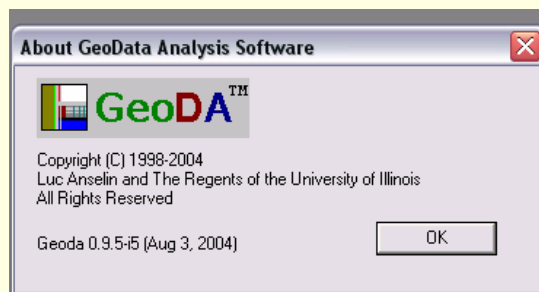 About GeoData Analysis Software
GeoDA™
Copyright (C) 1998-2004
Luc Anselin and The Regents of the University of Illinois
All Rights Reserved
Geoda 0.9.5-i5 (Aug 3, 2004)
OK